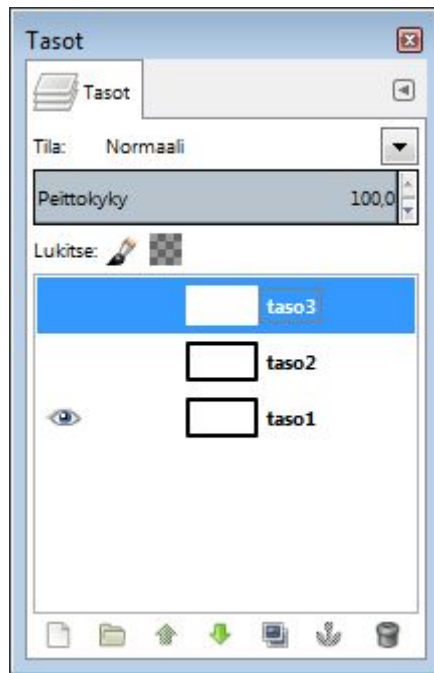 Tasot
Tasot
Tila: Normaali
Peittokyky 100,0
Lukitse:
taso3
taso2
taso1